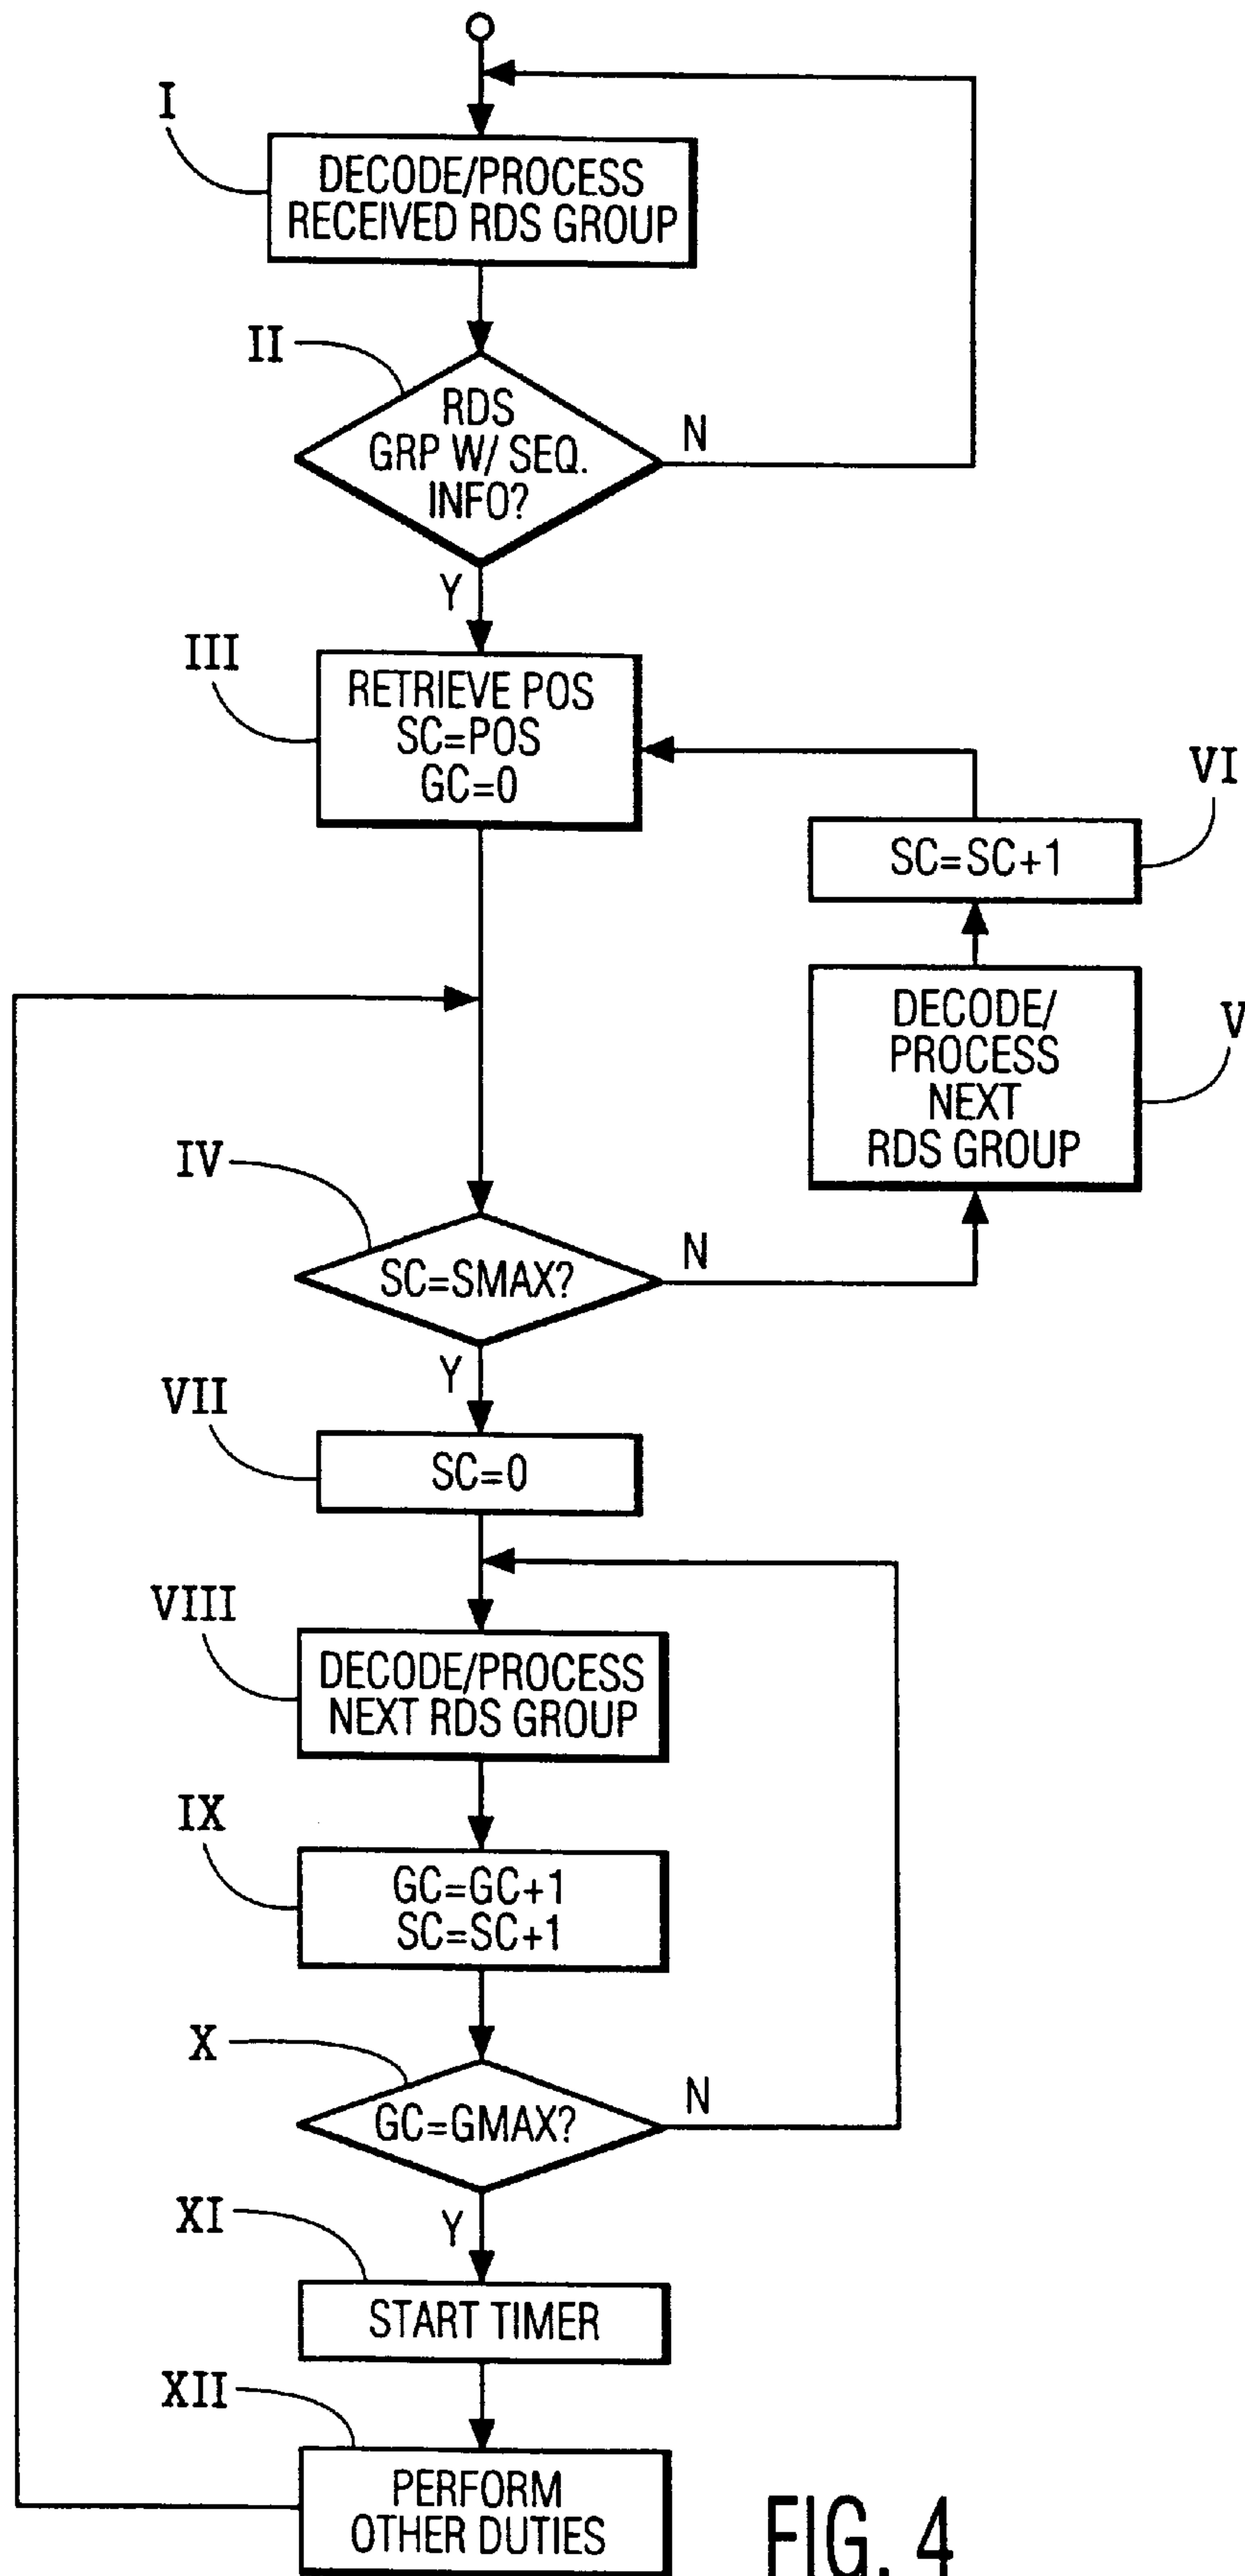 I
DECODE/PROCESS
RECEIVED RDS GROUP
II
RDS
GRP W/ SEQ.
INFO?
N
Y
III
RETRIEVE POS
SC=POS
GC=0
VI
SC=SC+1
DECODE/
PROCESS
NEXT
RDS GROUP
V
IV
SC=SMAX?
N
Y
VII
SC=0
VIII
DECODE/PROCESS
NEXT RDS GROUP
IX
GC=GC+1
SC=SC+1
X
GC=GMAX?
N
Y
XI
START TIMER
XII
PERFORM
OTHER DUTIES
FIG. 4